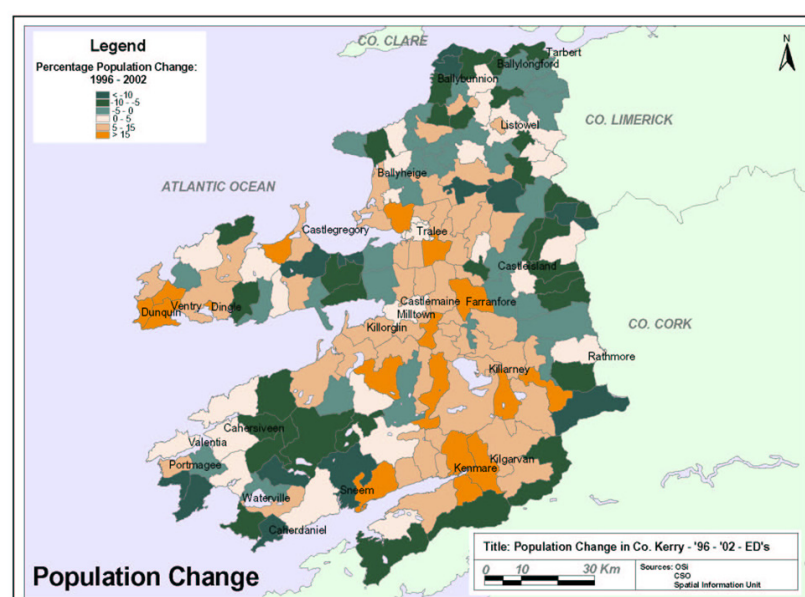 Legend
Percentage Population Change:
1996 - 2002
< -10
-10 - -5
-5 - 0
0 - 5
5 - 15
> 15
N
CO. CLARE
Tarbert
Ballylongford
Ballybunnion
CO. LIMERICK
Listowel
Ballyheige
ATLANTIC OCEAN
Castlegregory
Tralee
Castleisland
Dunquin
Ventry
Dingle
Castlemaine
Farranfore
Milltown
Killorglin
CO. CORK
Rathmore
Killarney
Cahersiveen
Valentia
Portmagee
Kilgarvan
Kenmare
Sneem
Waterville
Caherdaniel
Title: Population Change in Co. Kerry - '96 - '02 - ED's
0 10 30 Km
Sources: OSi
CSO
Spatial Information Unit
Population Change